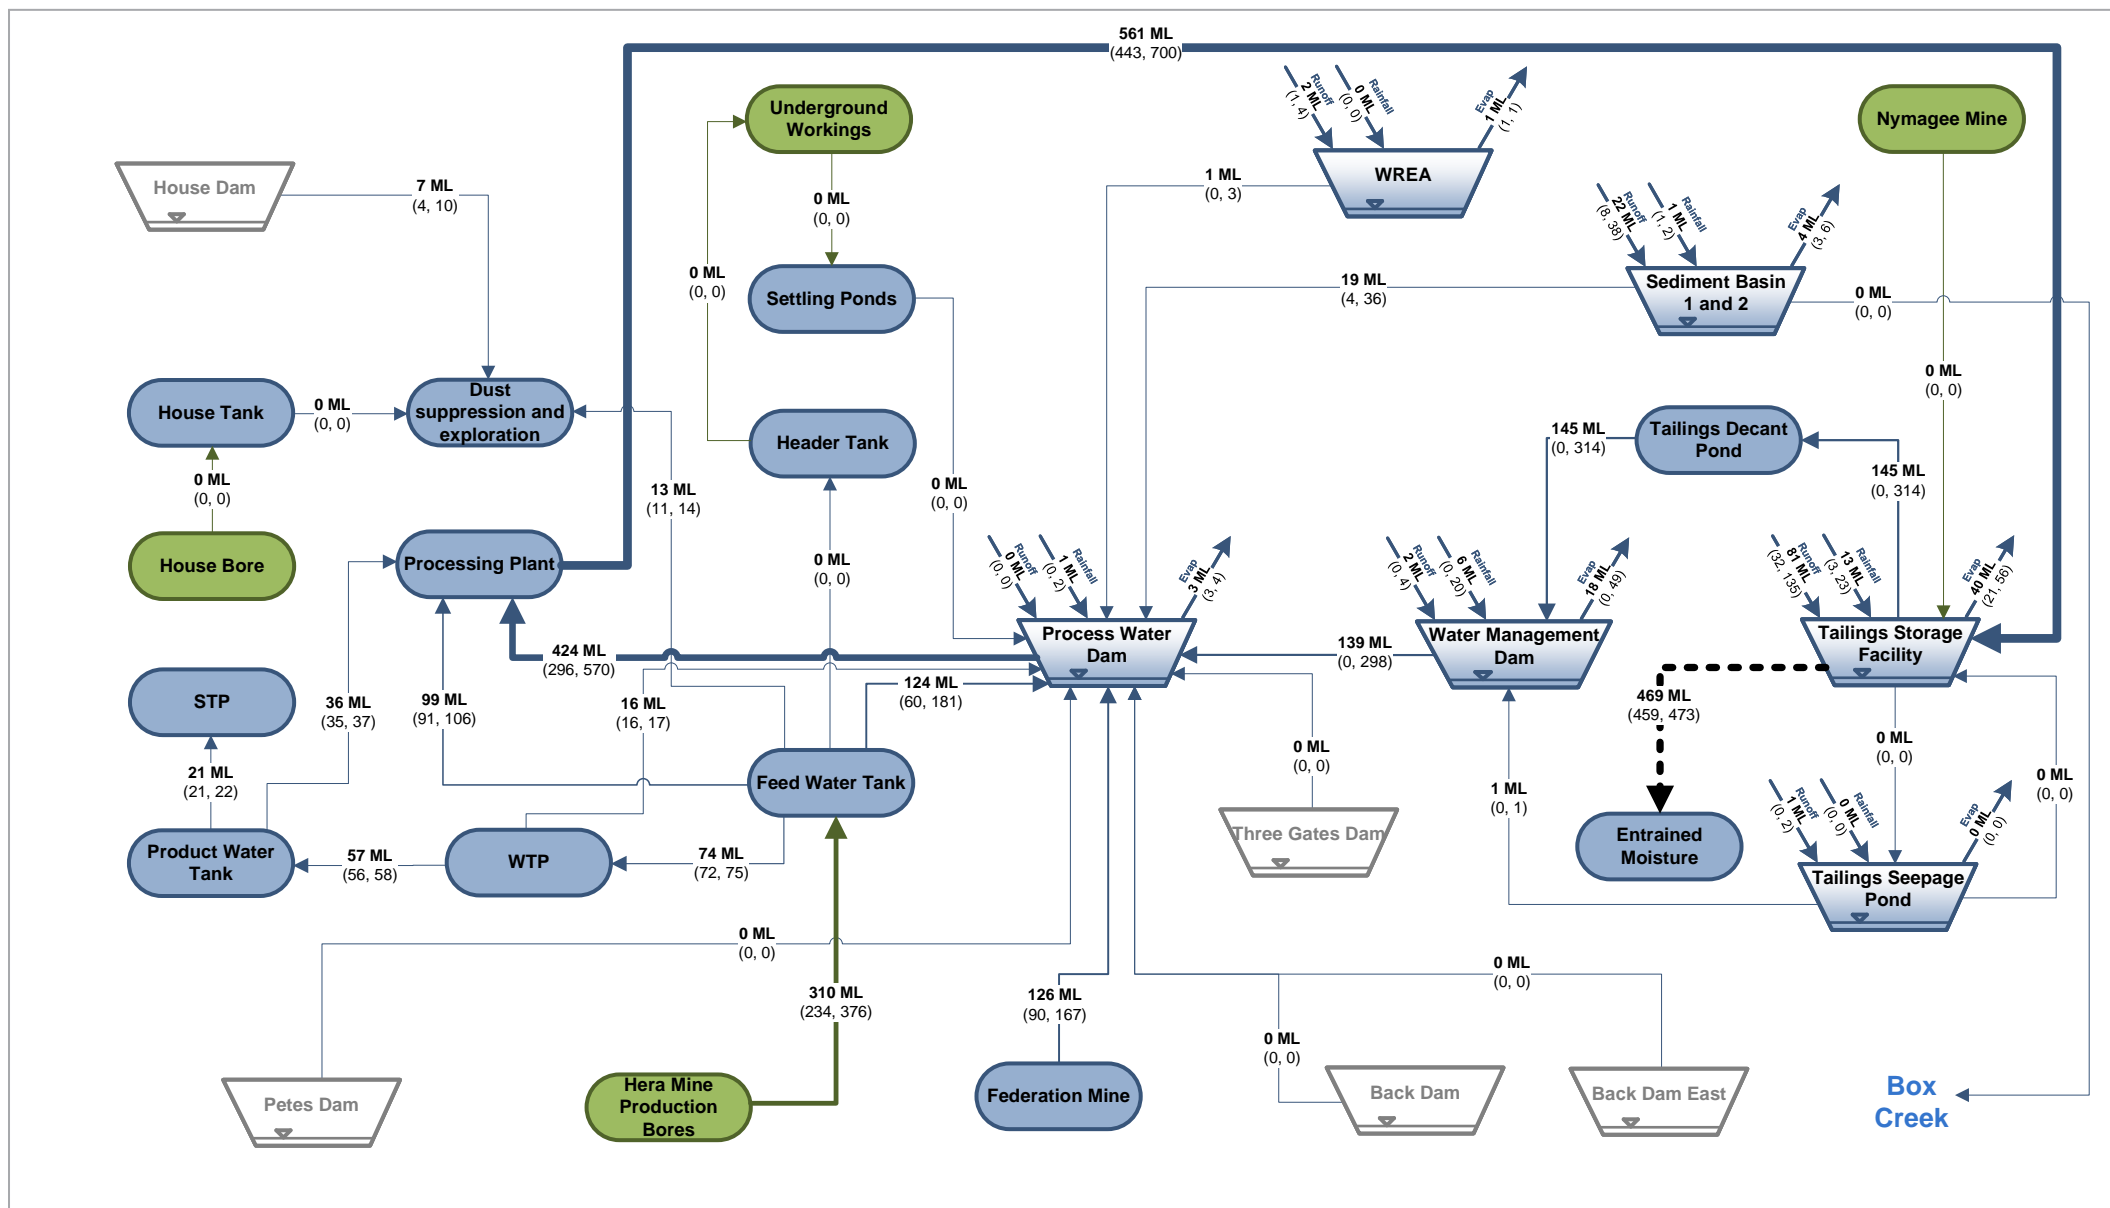 561 ML
(443, 700)
Underground
Workings
Runoff
2 ML
(1, 4)
Rainfall
0 ML
(0, 0)
Evap
1 ML
(1, 1)
Nymagee Mine
House Dam
7 ML
(4, 10)
0 ML
(0, 0)
1 ML
(0, 3)
WREA
Runoff
22 ML
(8, 38)
Rainfall
1 ML
(1, 2)
Evap
4 ML
(3, 6)
0 ML
(0, 0)
Settling Ponds
19 ML
(4, 36)
Sediment Basin
1 and 2
0 ML
(0, 0)
0 ML
(0, 0)
House Tank
0 ML
(0, 0)
Dust
suppression and
exploration
Header Tank
145 ML
(0, 314)
Tailings Decant
Pond
145 ML
(0, 314)
0 ML
(0, 0)
13 ML
(11, 14)
0 ML
(0, 0)
House Bore
Processing Plant
0 ML
(0, 0)
Runoff
0 ML
(0, 0)
Rainfall
1 ML
(0, 2)
Evap
3 ML
(3, 4)
Runoff
2 ML
(0, 4)
Rainfall
6 ML
(0, 20)
Evap
18 ML
(0, 49)
Runoff
81 ML
(32, 135)
Rainfall
13 ML
(3, 23)
Evap
40 ML
(21, 56)
Process Water
Dam
Water Management
Dam
Tailings Storage
Facility
424 ML
(296, 570)
139 ML
(0, 298)
STP
36 ML
(35, 37)
99 ML
(91, 106)
16 ML
(16, 17)
124 ML
(60, 181)
469 ML
(459, 473)
0 ML
(0, 0)
0 ML
(0, 0)
21 ML
(21, 22)
Feed Water Tank
1 ML
(0, 1)
0 ML
(0, 0)
Runoff
1 ML
(0, 2)
Rainfall
0 ML
(0, 0)
Evap
0 ML
(0, 0)
Three Gates Dam
Entrained
Moisture
Product Water
Tank
57 ML
(56, 58)
WTP
74 ML
(72, 75)
Tailings Seepage
Pond
0 ML
(0, 0)
0 ML
(0, 0)
310 ML
(234, 376)
126 ML
(90, 167)
0 ML
(0, 0)
Petes Dam
Hera Mine
Production
Bores
Federation Mine
Back Dam
Back Dam East
Box
Creek